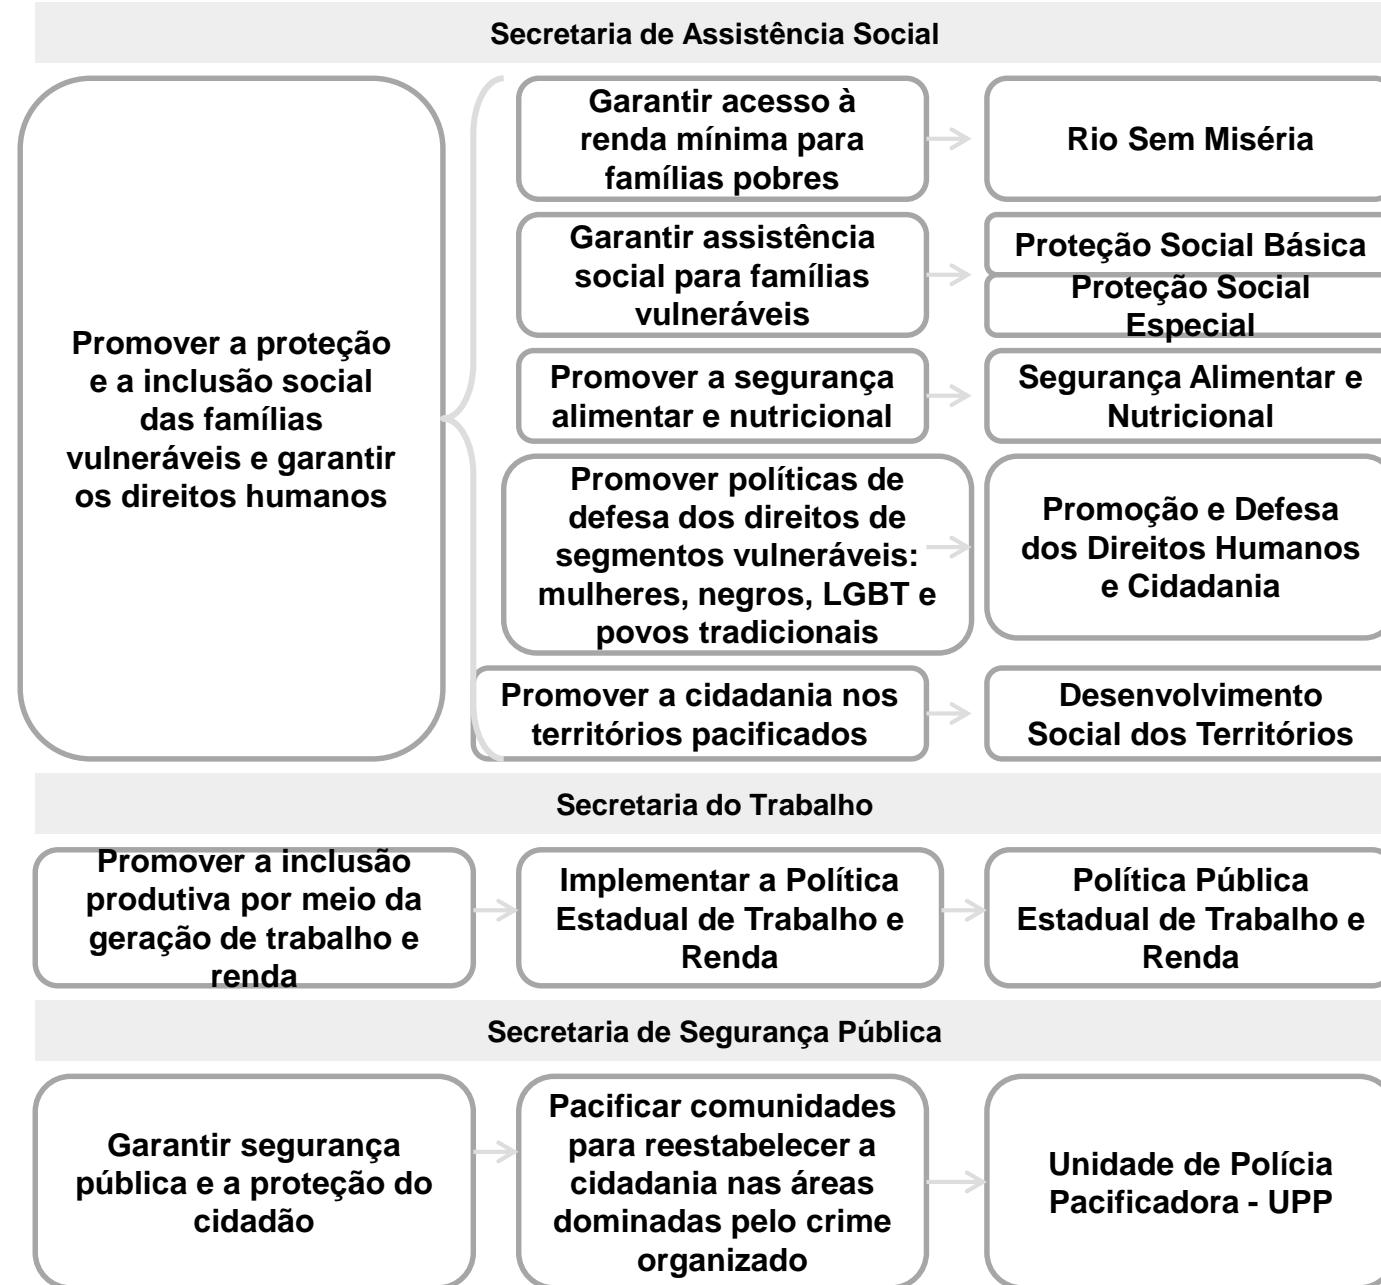 Secretaria de Assistência Social
Promover a proteção
e a inclusão social
das famílias
vulneráveis e garantir
os direitos humanos
Garantir acesso à
renda mínima para
famílias pobres
Rio Sem Miséria
Garantir assistência
social para famílias
vulneráveis
Proteção Social Básica
Proteção Social
Especial
Promover a segurança
alimentar e nutricional
Segurança Alimentar e
Nutricional
Promover políticas de
defesa dos direitos de
segmentos vulneráveis:
mulheres, negros, LGBT e
povos tradicionais
Promoção e Defesa
dos Direitos Humanos
e Cidadania
Promover a cidadania nos
territórios pacificados
Desenvolvimento
Social dos Territórios
Secretaria do Trabalho
Promover a inclusão
produtiva por meio da
geração de trabalho e
renda
Implementar a Política
Estadual de Trabalho e
Renda
Política Pública
Estadual de Trabalho e
Renda
Secretaria de Segurança Pública
Garantir segurança
pública e a proteção do
cidadão
Pacificar comunidades
para reestabelecer a
cidadania nas áreas
dominadas pelo crime
organizado
Unidade de Polícia
Pacificadora - UPP